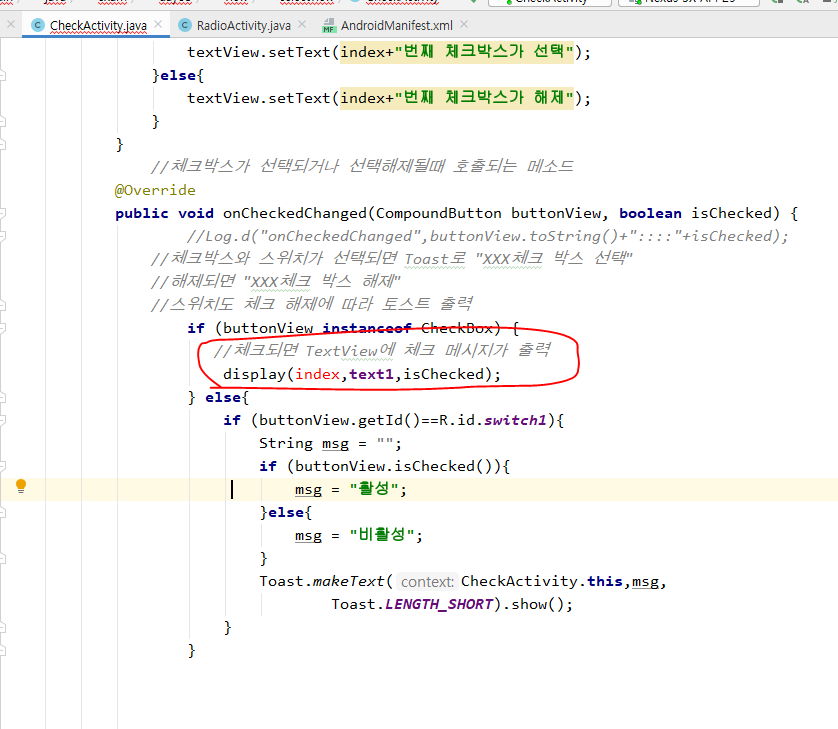 CheckActivity.java RadioActivity.java AndroidManifest.xml
textView.setText(index+"번째 체크박스가 선택");
}else{
textView.setText(index+"번째 체크박스가 해제");
}
}
//체크박스가 선택되거나 선택해제될때 호출되는 메소드
@Override
public void onCheckedChanged(CompoundButton buttonView, boolean isChecked) {
//Log.d("onCheckedChanged",buttonView.toString()+"::::"+isChecked);
//체크박스와 스위치가 선택되면 Toast로 "XXX체크 박스 선택"
//해제되면 "XXX체크 박스 해제"
//스위치도 체크 해제에 따라 토스트 출력
if (buttonView instanceof CheckBox) {
//체크되면 TextView에 체크 메시지가 출력
display(index,text1,isChecked);
} else{
if (buttonView.getId()==R.id.switch1){
String msg = "";
if (buttonView.isChecked()){
msg = "활성";
}else{
msg = "비활성";
}
Toast.makeText( context: CheckActivity.this,msg,
Toast.LENGTH_SHORT).show();
}
}